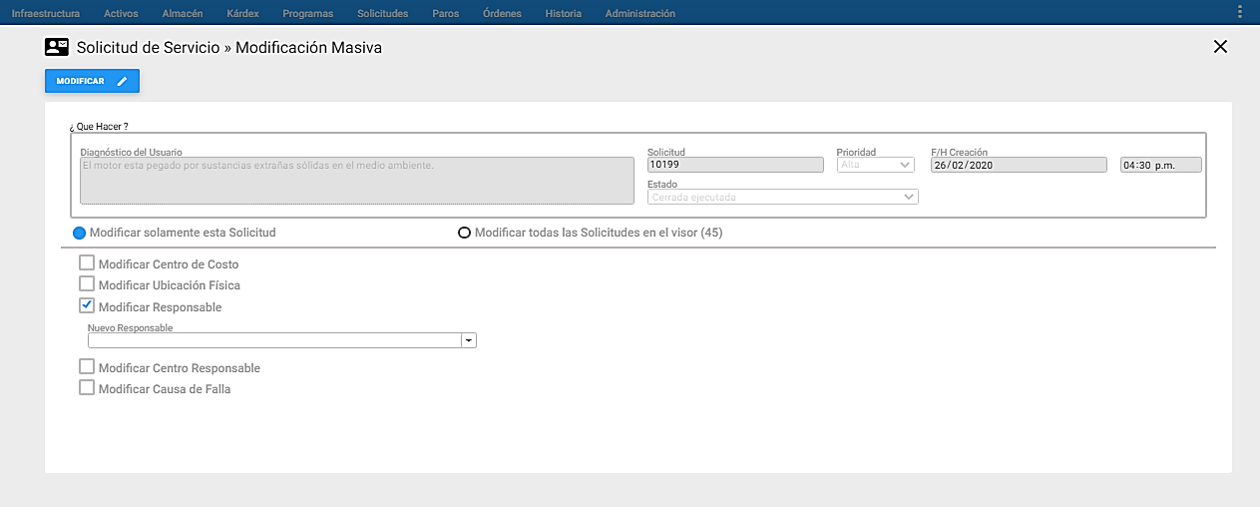 Infraestructura Activos Almacén Kárdex Programas Solicitudes Paros Órdenes Historia Administración
Solicitud de Servicio » Modificación Masiva
MODIFICAR
¿ Que Hacer ?
Diagnóstico del Usuario Solicitud Prioridad F/H Creación
El motor esta pegado por sustancias extrañas sólidas en el medio ambiente. 10199 Alta 26/02/2020 04:30 p.m.
Estado
Cerrada ejecutada
Modificar solamente esta Solicitud Modificar todas las Solicitudes en el visor (45)
Modificar Centro de Costo
Modificar Ubicación Física
Modificar Responsable
Nuevo Responsable
Modificar Centro Responsable
Modificar Causa de Falla